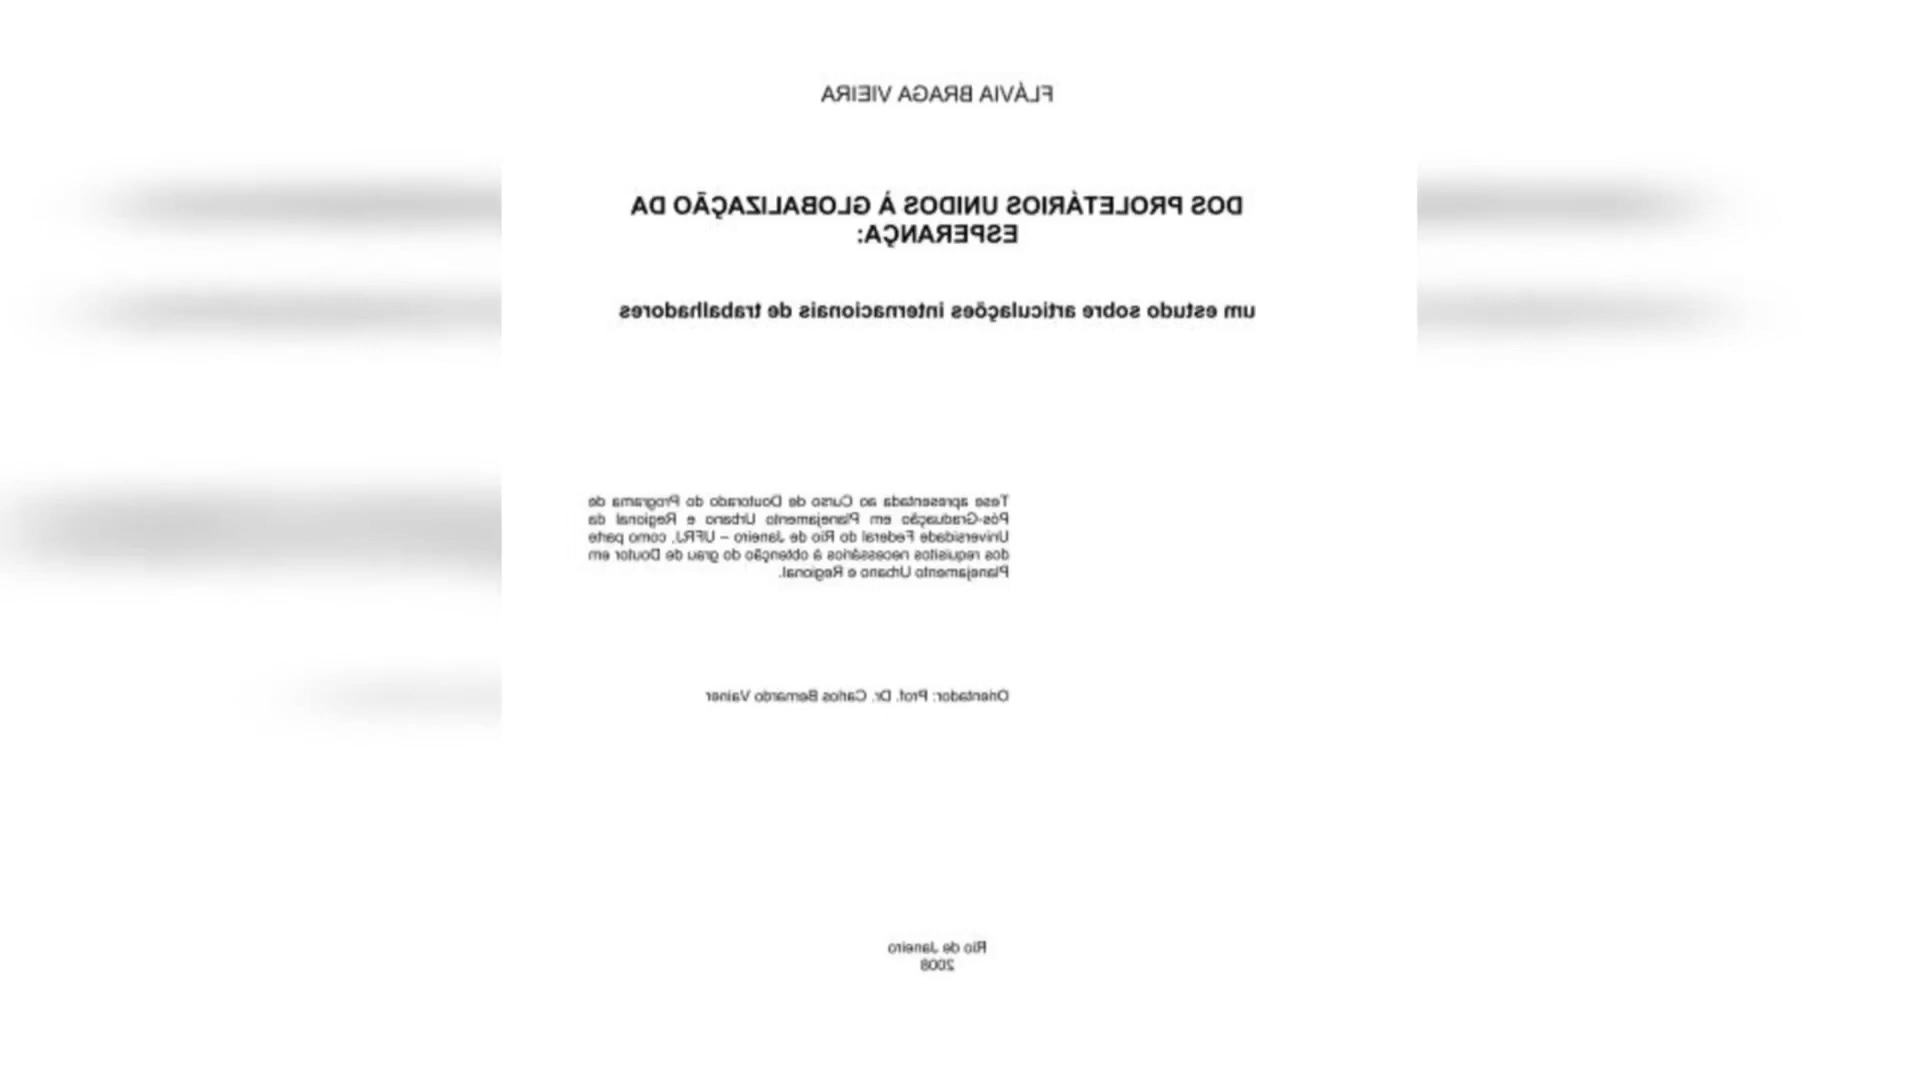 FLÁVIA BRAGA VIEIRA
DOS PROLETÁRIOS UNIDOS À GLOBALIZAÇÃO DA
ESPERANÇA:
um estudo sobre articulações internacionais de trabalhadores
Tese apresentada ao Curso de Doutorado do Programa de
Pós-Graduação em Planejamento Urbano e Regional da
Universidade Federal do Rio de Janeiro – UFRJ, como parte
dos requisitos necessários à obtenção do grau de Doutor em
Planejamento Urbano e Regional.
Orientador: Prof. Dr. Carlos Bernardo Vainer
Rio de Janeiro
2008